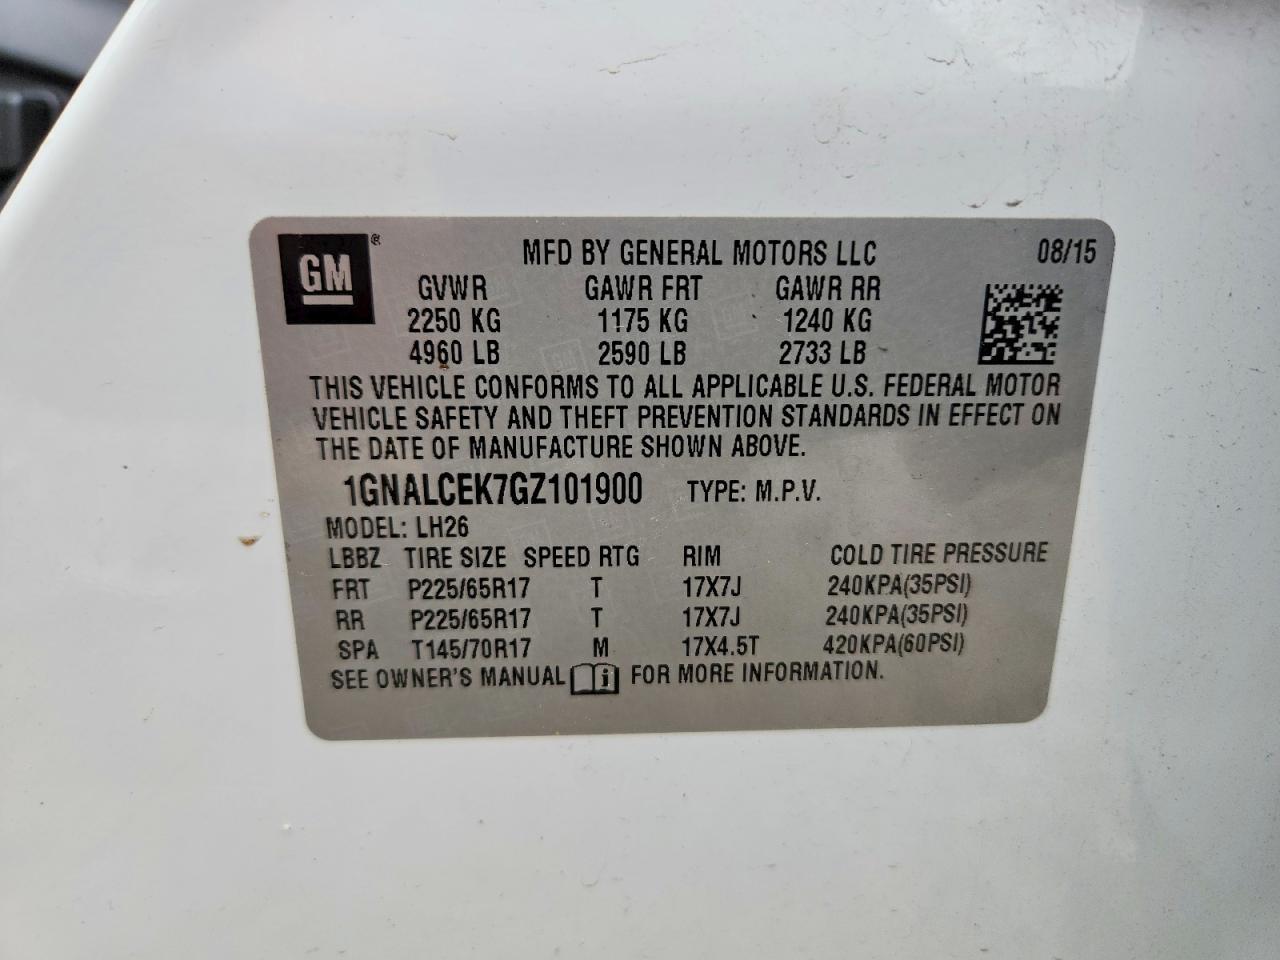 GM ® MFD BY GENERAL MOTORS LLC 08/15
GVWR GAWR FRT GAWR RR
2250 KG 1175 KG 1240 KG
4960 LB 2590 LB 2733 LB
THIS VEHICLE CONFORMS TO ALL APPLICABLE U.S. FEDERAL MOTOR
VEHICLE SAFETY AND THEFT PREVENTION STANDARDS IN EFFECT ON
THE DATE OF MANUFACTURE SHOWN ABOVE.
1GNALCEK7GZ101900 TYPE: M.P.V.
MODEL: LH26
LBBZ TIRE SIZE SPEED RTG RIM COLD TIRE PRESSURE
FRT P225/65R17 T 17X7J 240KPA(35PSI)
RR P225/65R17 T 17X7J 240KPA(35PSI)
SPA T145/70R17 M 17X4.5T 420KPA(60PSI)
SEE OWNER'S MANUAL i FOR MORE INFORMATION.